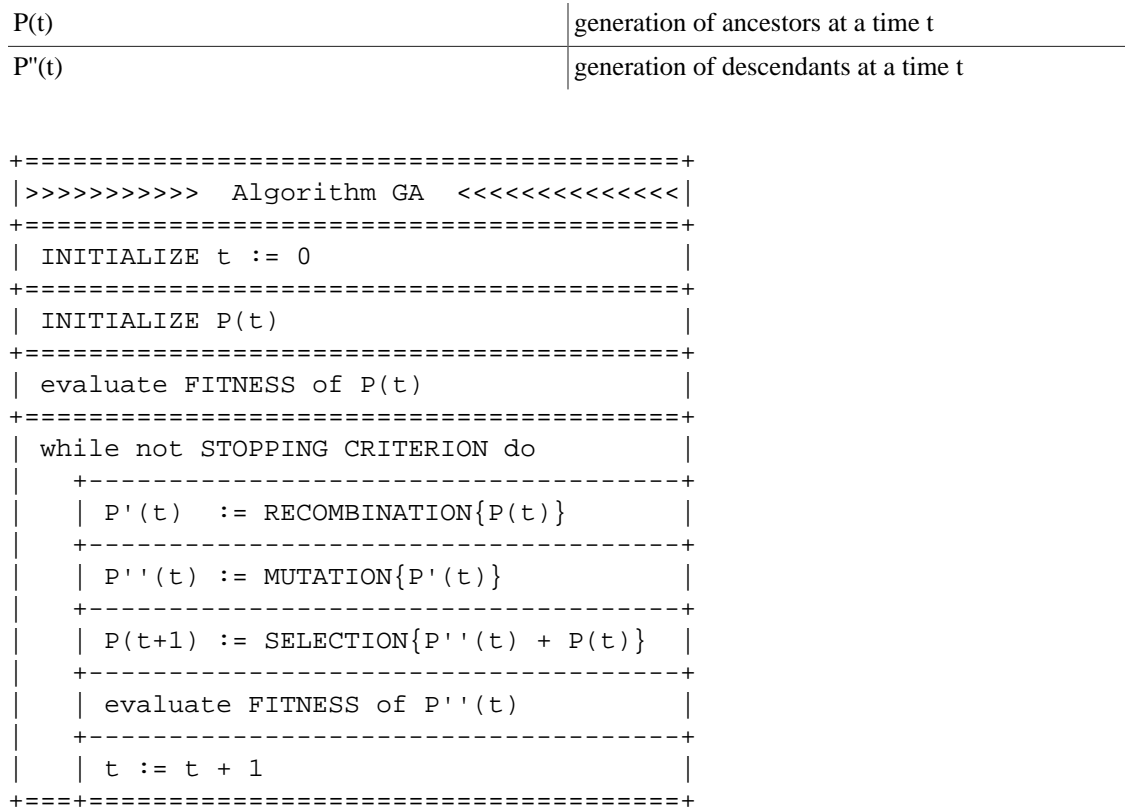 P(t) generation of ancestors at a time t
P''(t) generation of descendants at a time t
+=========================================+
|>>>>>>>>>>>  Algorithm GA  <<<<<<<<<<<<<<|
+=========================================+
| INITIALIZE t := 0                       |
+=========================================+
| INITIALIZE P(t)                         |
+=========================================+
| evaluate FITNESS of P(t)                |
+=========================================+
| while not STOPPING CRITERION do         |
|   +-------------------------------------+
|   | P'(t)  := RECOMBINATION{P(t)}       |
|   +-------------------------------------+
|   | P''(t) := MUTATION{P'(t)}           |
|   +-------------------------------------+
|   | P(t+1) := SELECTION{P''(t) + P(t)}  |
|   +-------------------------------------+
|   | evaluate FITNESS of P''(t)          |
|   +-------------------------------------+
|   | t := t + 1                          |
+===+=====================================+